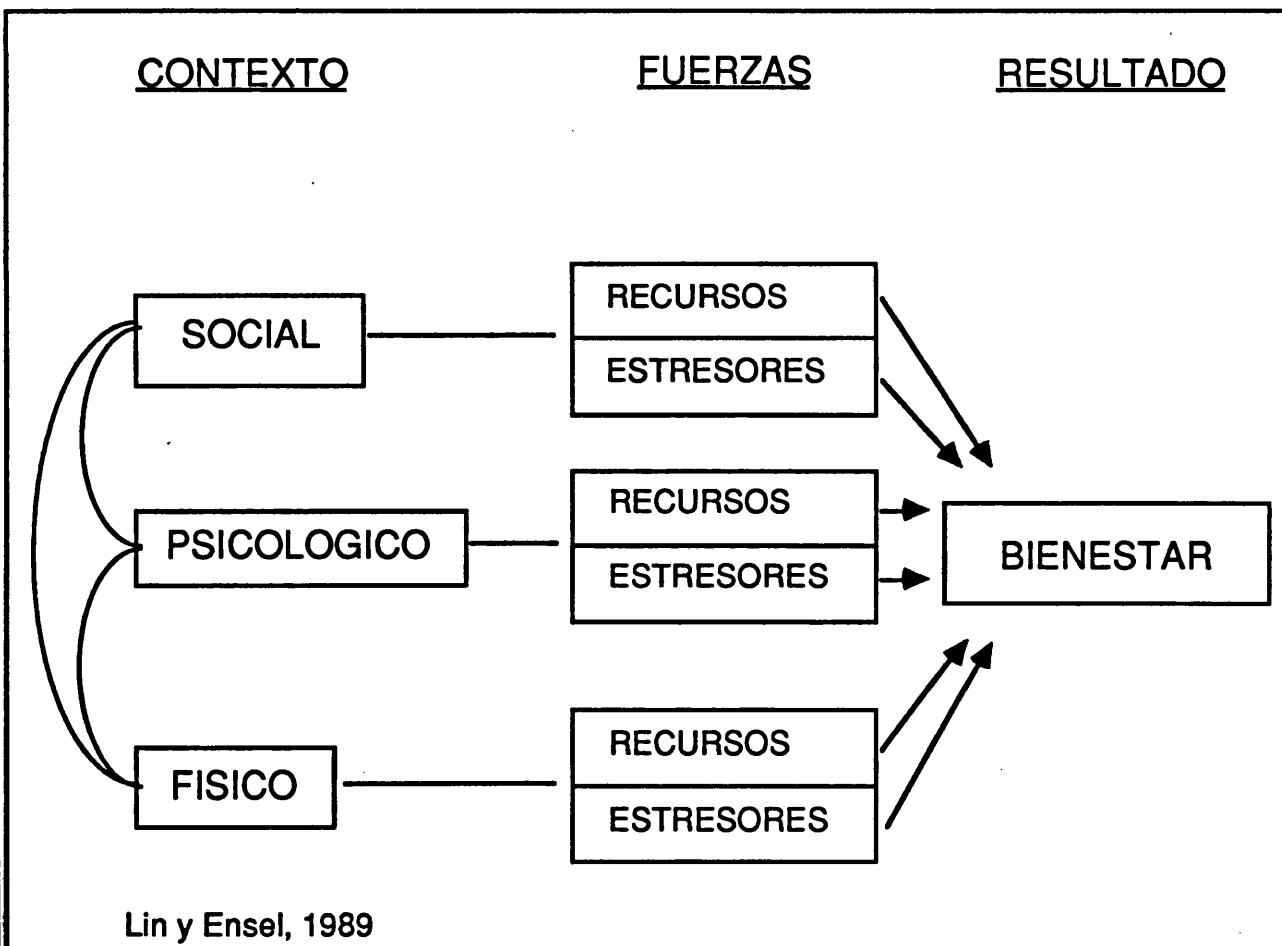 CONTEXTO FUERZAS RESULTADO
RECURSOS
SOCIAL
ESTRESORES
RECURSOS
PSICOLOGICO
ESTRESORES
BIENESTAR
RECURSOS
FISICO
ESTRESORES
Lin y Ensel, 1989